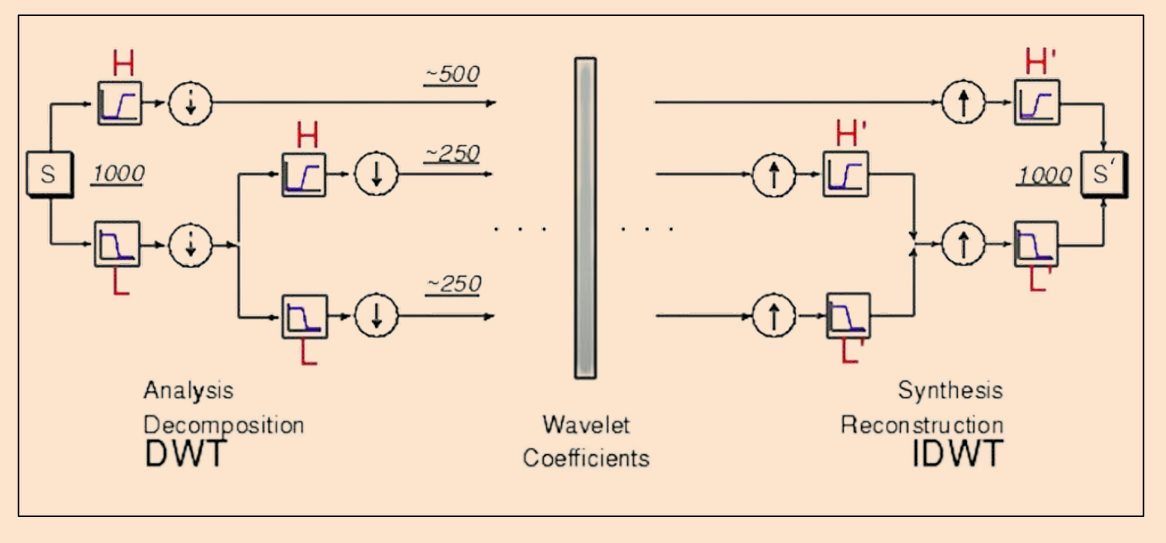 H
H'
~500
H
H'
~250
S
1000
1000
S'
. . .
. . .
L
L'
~250
L
L'
Analysis
Decomposition
DWT
Wavelet
Coefficients
Synthesis
Reconstruction
IDWT